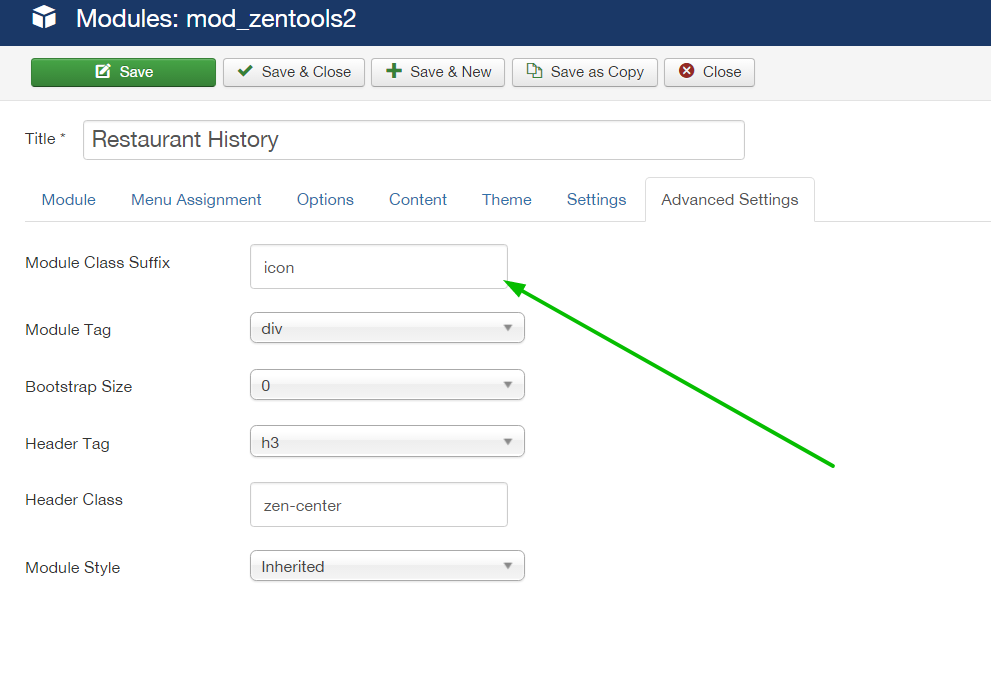 Modules: mod_zentools2
Save Save & Close Save & New Save as Copy Close
Title * Restaurant History
Module Menu Assignment Options Content Theme Settings Advanced Settings
Module Class Suffix icon
Module Tag div
Bootstrap Size 0
Header Tag h3
Header Class zen-center
Module Style Inherited